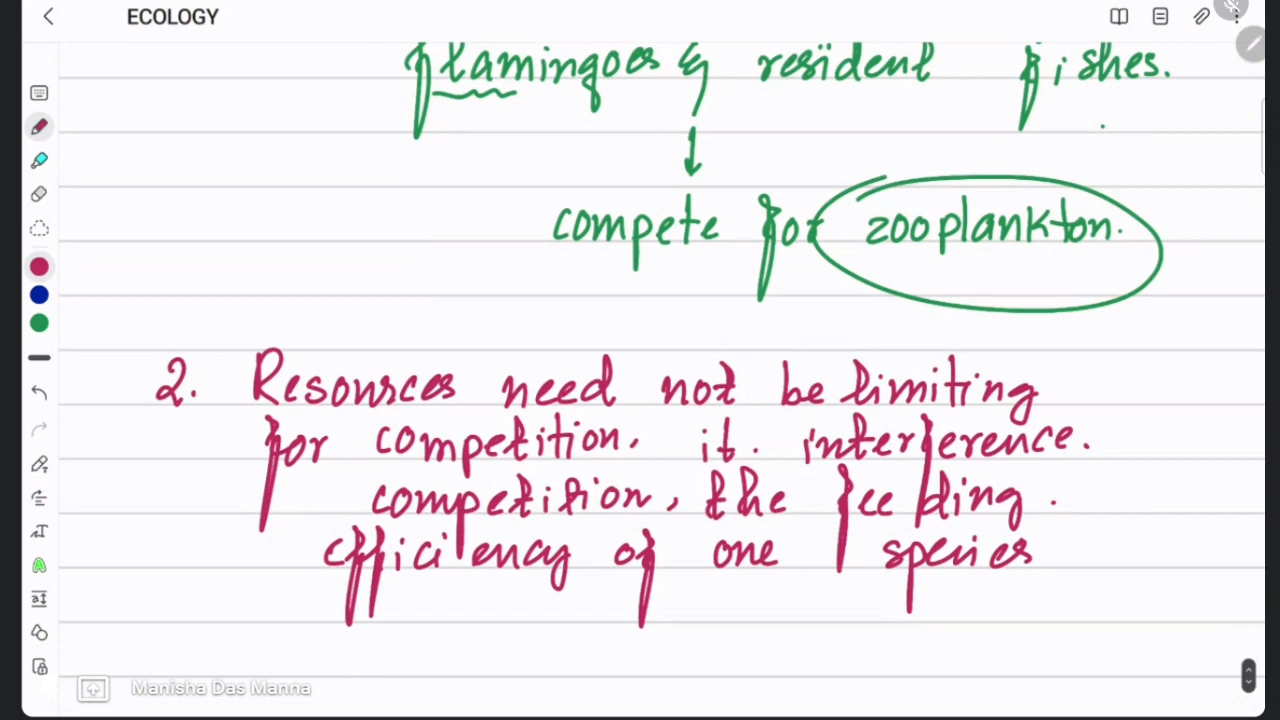 ECOLOGY
flamingoes & resident fishes.
↓
compete for zooplankton.
2. Resources need not be limiting
for competition. it. interference.
competition, the feeding.
efficiency of one species
Manisha Das Manna